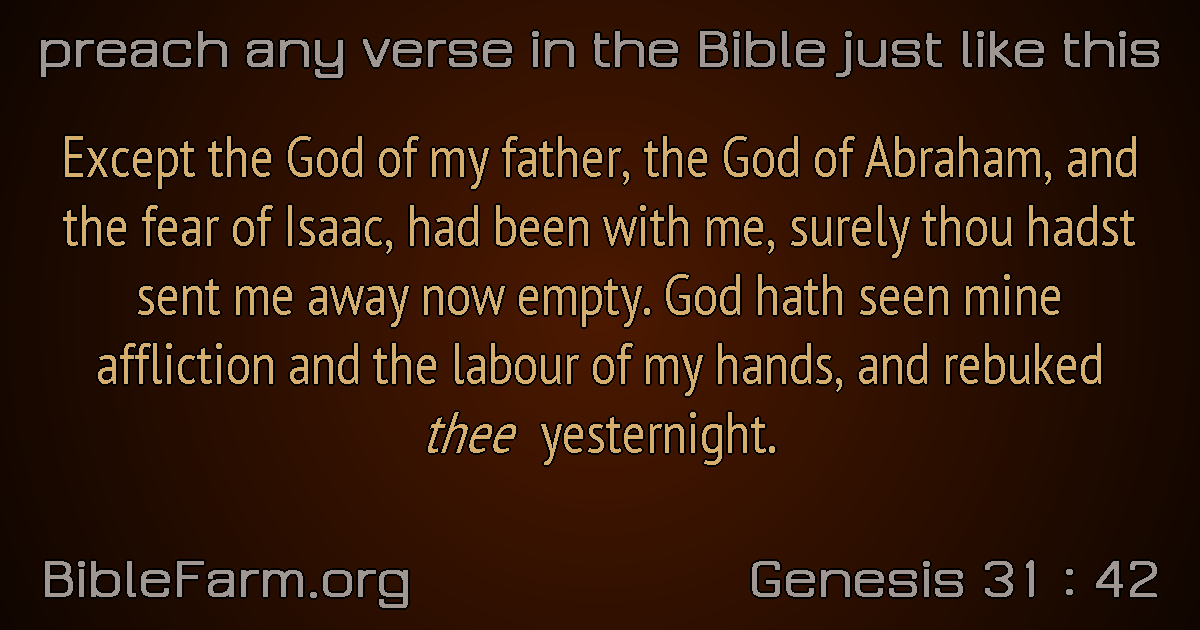 preach any verse in the Bible just like this
Except the God of my father, the God of Abraham, and
the fear of Isaac, had been with me, surely thou hadst
sent me away now empty. God hath seen mine
affliction and the labour of my hands, and rebuked
thee yesternight.
BibleFarm.org
Genesis 31 : 42